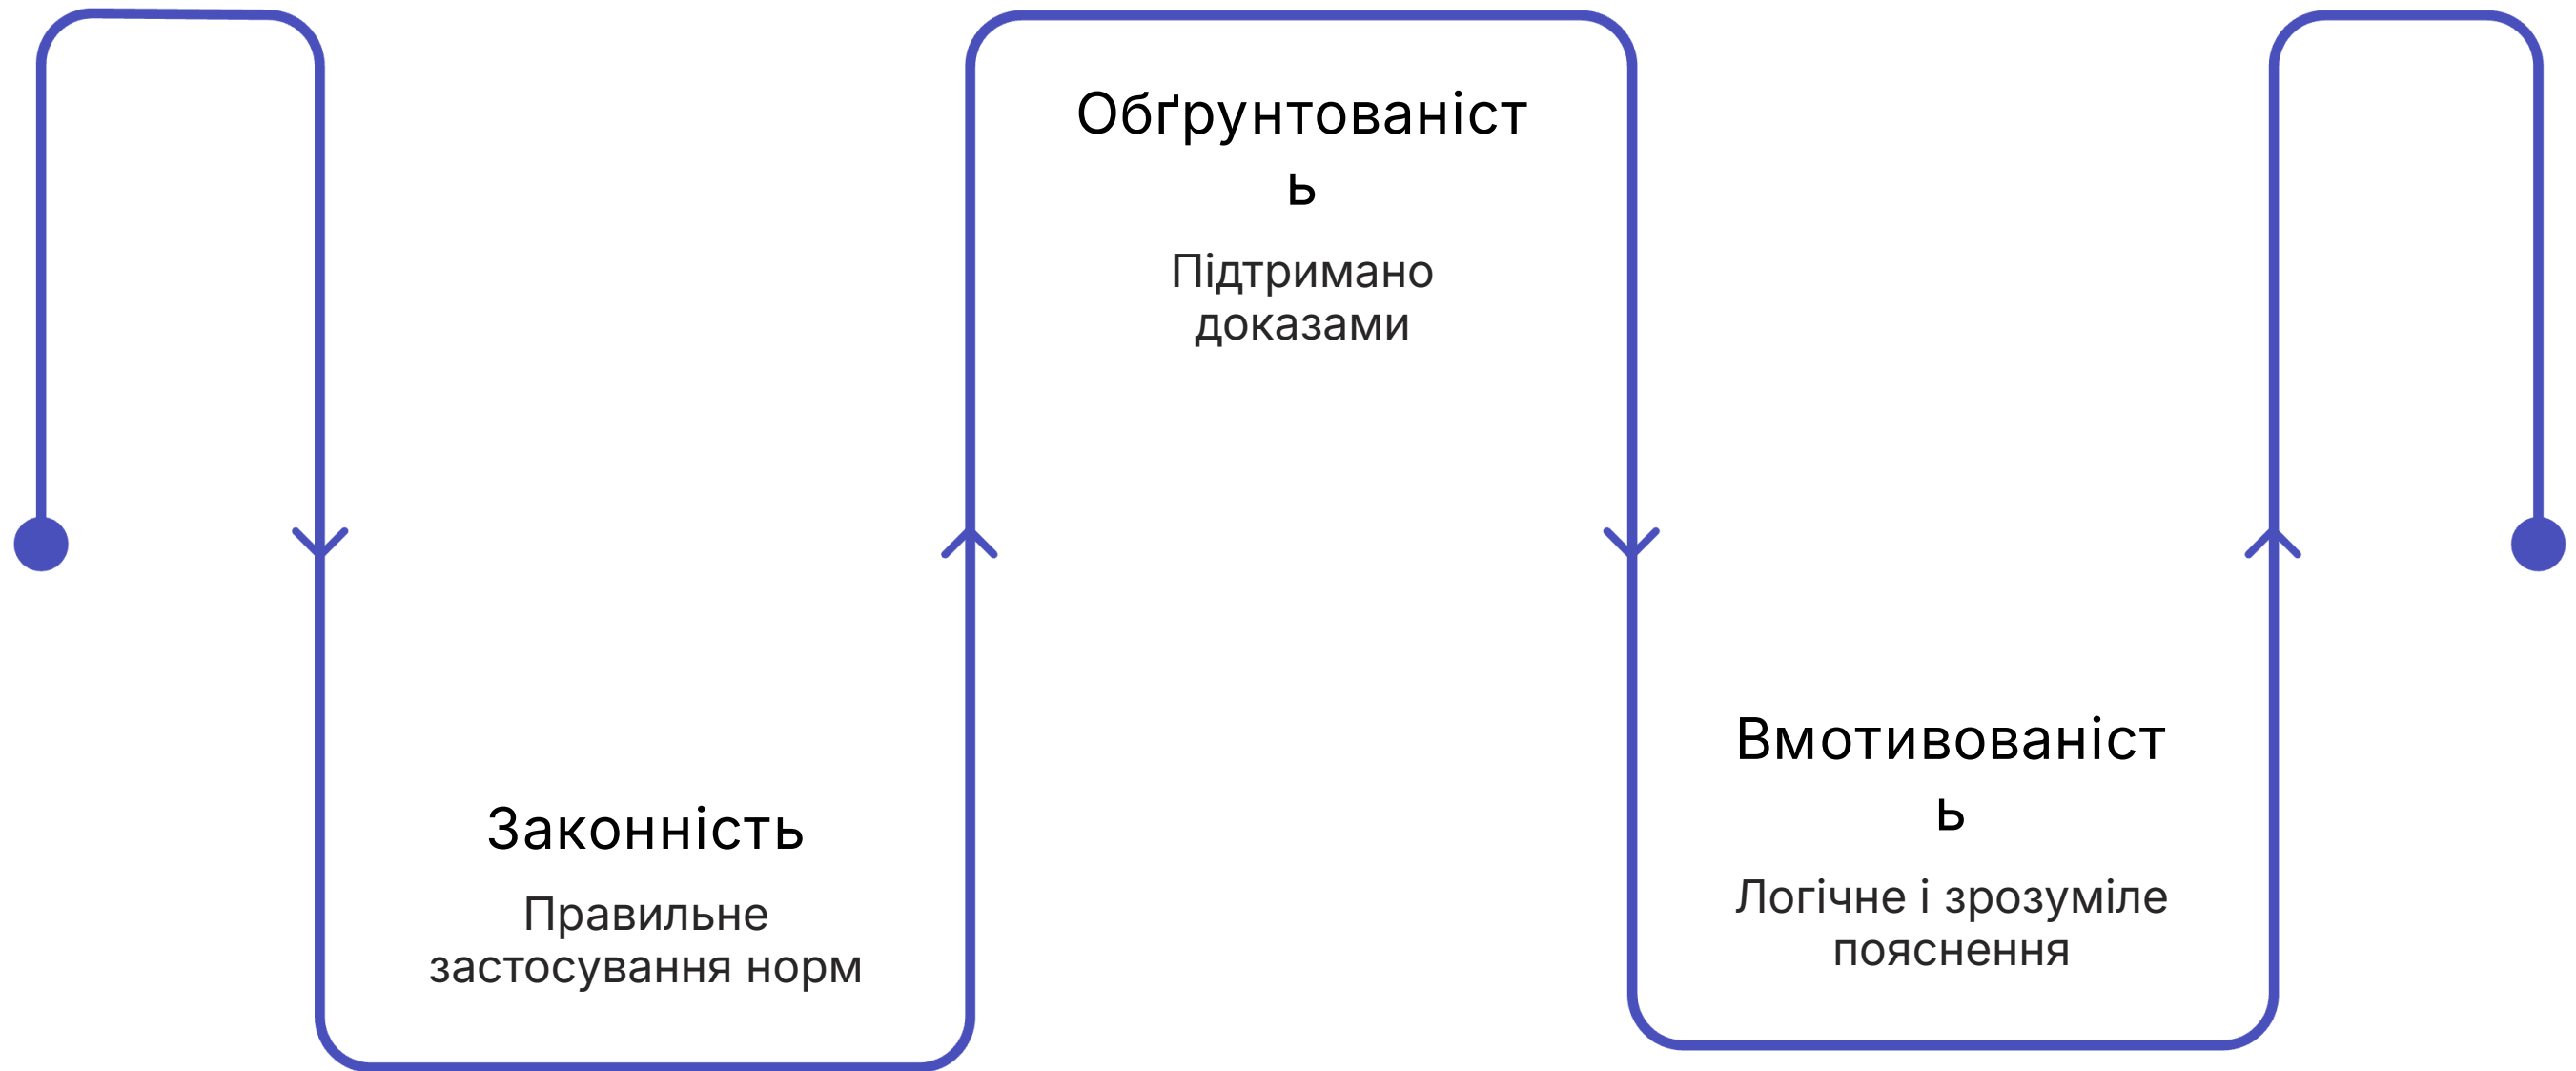 Законність
Правильне
застосування норм
Обґрунтованіст
ь
Підтримано
доказами
Вмотивованіст
ь
Логічне і зрозуміле
пояснення